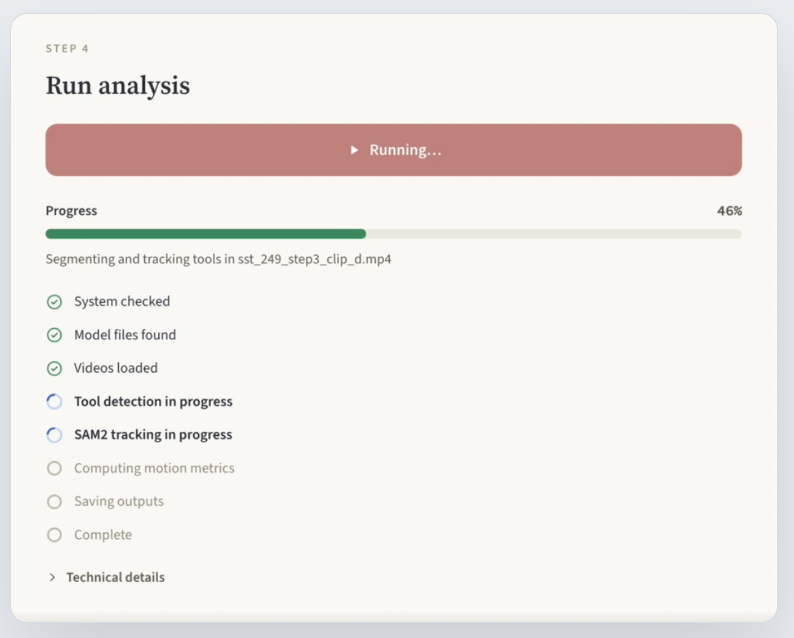 STEP 4
Run analysis
Running...
Progress
46%
Segmenting and tracking tools in sst_249_step3_clip_d.mp4
System checked
Model files found
Videos loaded
Tool detection in progress
SAM2 tracking in progress
Computing motion metrics
Saving outputs
Complete
Technical details